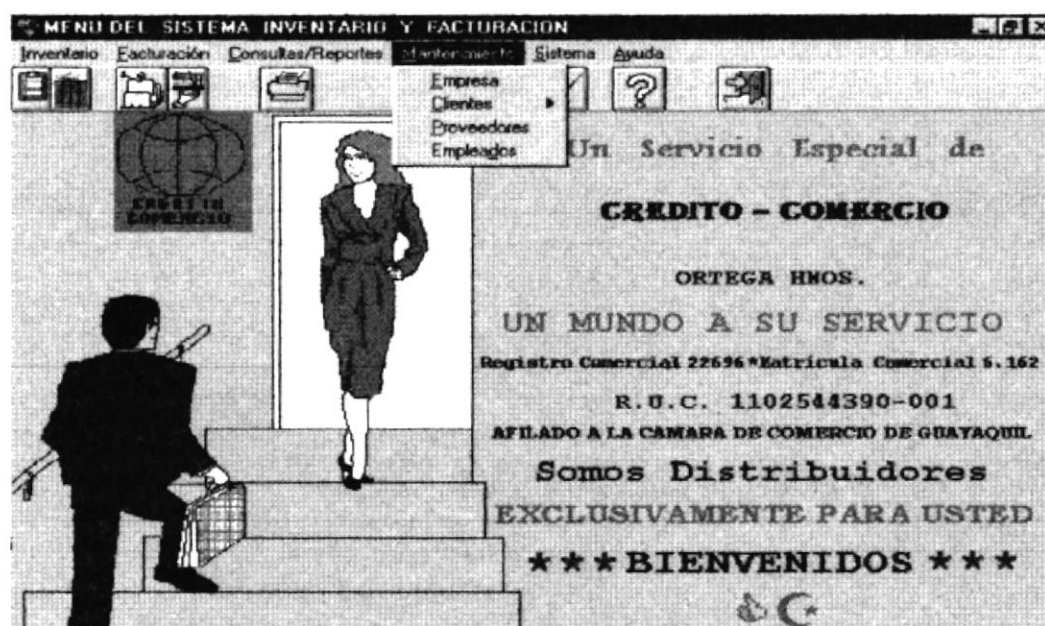 MENU DEL SISTEMA INVENTARIO Y FACTURACION
Inventario Facturación Consultas/Reportes Mantenimiento Sistema Ayuda
Empresa
Clientes
Proveedores
Empleados
CREDITO
COMERCIO
Un Servicio Especial de
CREDITO - COMERCIO
ORTEGA HNOS.
UN MUNDO A SU SERVICIO
Registro Comercial 22696*Matricula Comercial 5.162
R.U.C. 1102544390-001
AFILADO A LA CAMARA DE COMERCIO DE GUAYAQUIL
Somos Distribuidores
EXCLUSIVAMENTE PARA USTED
***BIENVENIDOS ***